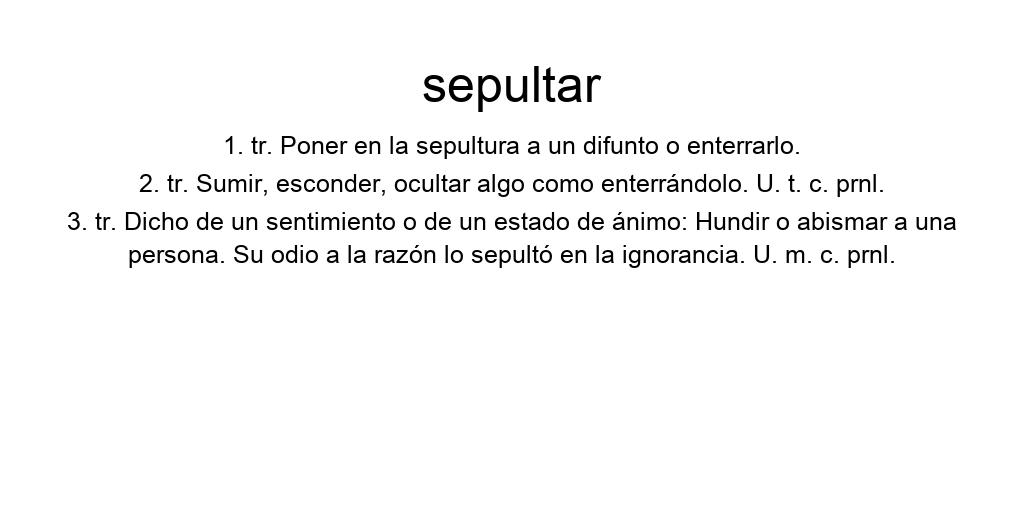 sepultar
1. tr. Poner en la sepultura a un difunto o enterrarlo.
2. tr. Sumir, esconder, ocultar algo como enterrándolo. U. t. c. prnl.
3. tr. Dicho de un sentimiento o de un estado de ánimo: Hundir o abismar a una
persona. Su odio a la razón lo sepultó en la ignorancia. U. m. c. prnl.